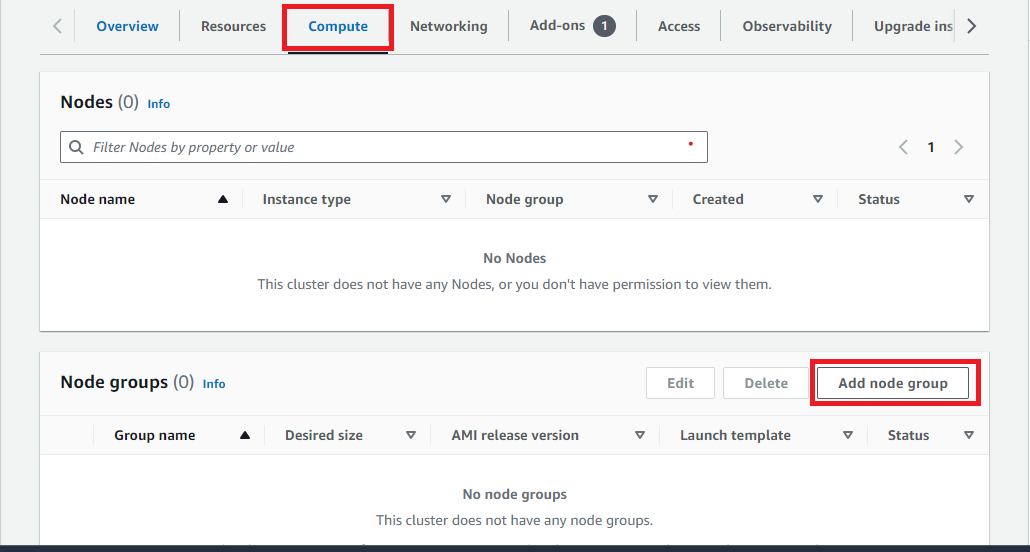 Overview Resources Compute Networking Add-ons 1 Access Observability Upgrade ins
Nodes (0) Info
Filter Nodes by property or value
1
Node name Instance type Node group Created Status
No Nodes
This cluster does not have any Nodes, or you don't have permission to view them.
Node groups (0) Info Edit Delete Add node group
Group name Desired size AMI release version Launch template Status
No node groups
This cluster does not have any node groups.